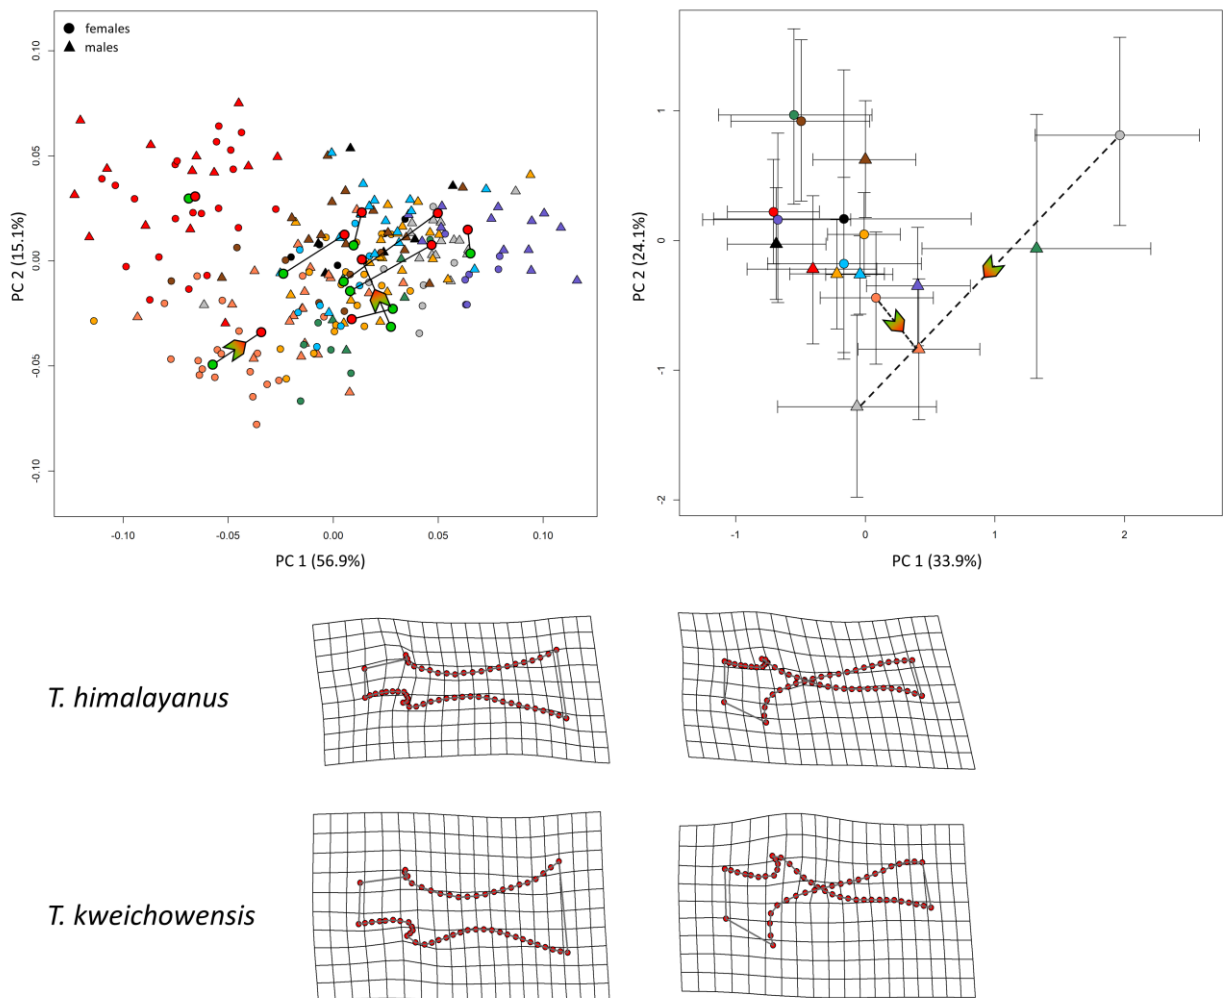 females
males
0.10
0.05
0.00
-0.05
-0.10
PC 2 (15.1%)
-0.10
-0.05
0.00
0.05
0.10
PC 1 (56.9%)
1
0
-1
-2
PC 2 (24.1%)
-1
0
1
2
PC 1 (33.9%)
T. himalayanus
T. kweichowensis